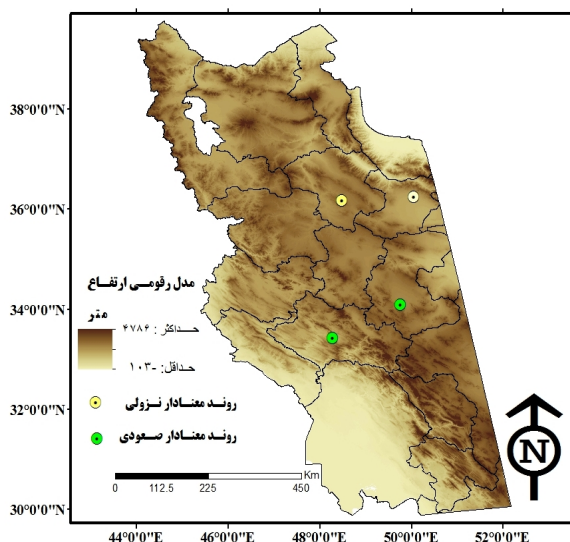 38°0'0"N
36°0'0"N
34°0'0"N
32°0'0"N
30°0'0"N
مدل رقومی ارتفاع
متر
حداکثر : ۴۷۸۶
حداقل: ۱۰۳-
روند معنادار نزولی
روند معنادار صعودی
0 112.5 225 450
Km
N
44°0'0"E 46°0'0"E 48°0'0"E 50°0'0"E 52°0'0"E